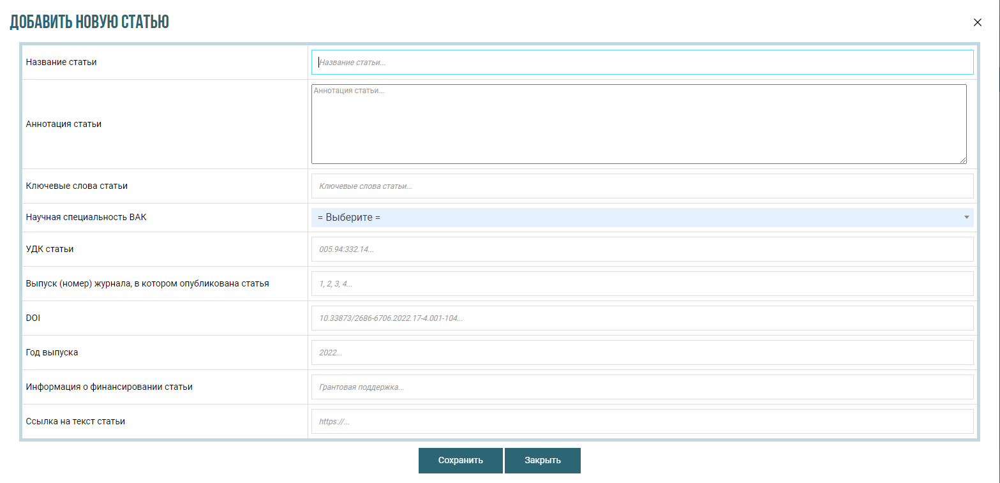 ДОБАВИТЬ НОВУЮ СТАТЬЮ
Название статьи
Название статьи...
Аннотация статьи
Аннотация статьи...
Ключевые слова статьи
Ключевые слова статьи...
Научная специальность ВАК
= Выберите =
УДК статьи
005.94:332.14...
Выпуск (номер) журнала, в котором опубликована статья
1, 2, 3, 4...
DOI
10.33873/2686-6706.2022.17-4.001-104...
Год выпуска
2022...
Информация о финансировании статьи
Грантовая поддержка...
Ссылка на текст статьи
https://...
Сохранить
Закрыть